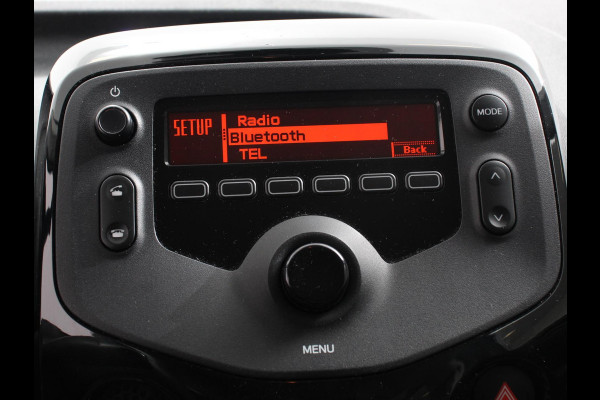 SETUP
Radio
Bluetooth
TEL
Back
MODE
MENU